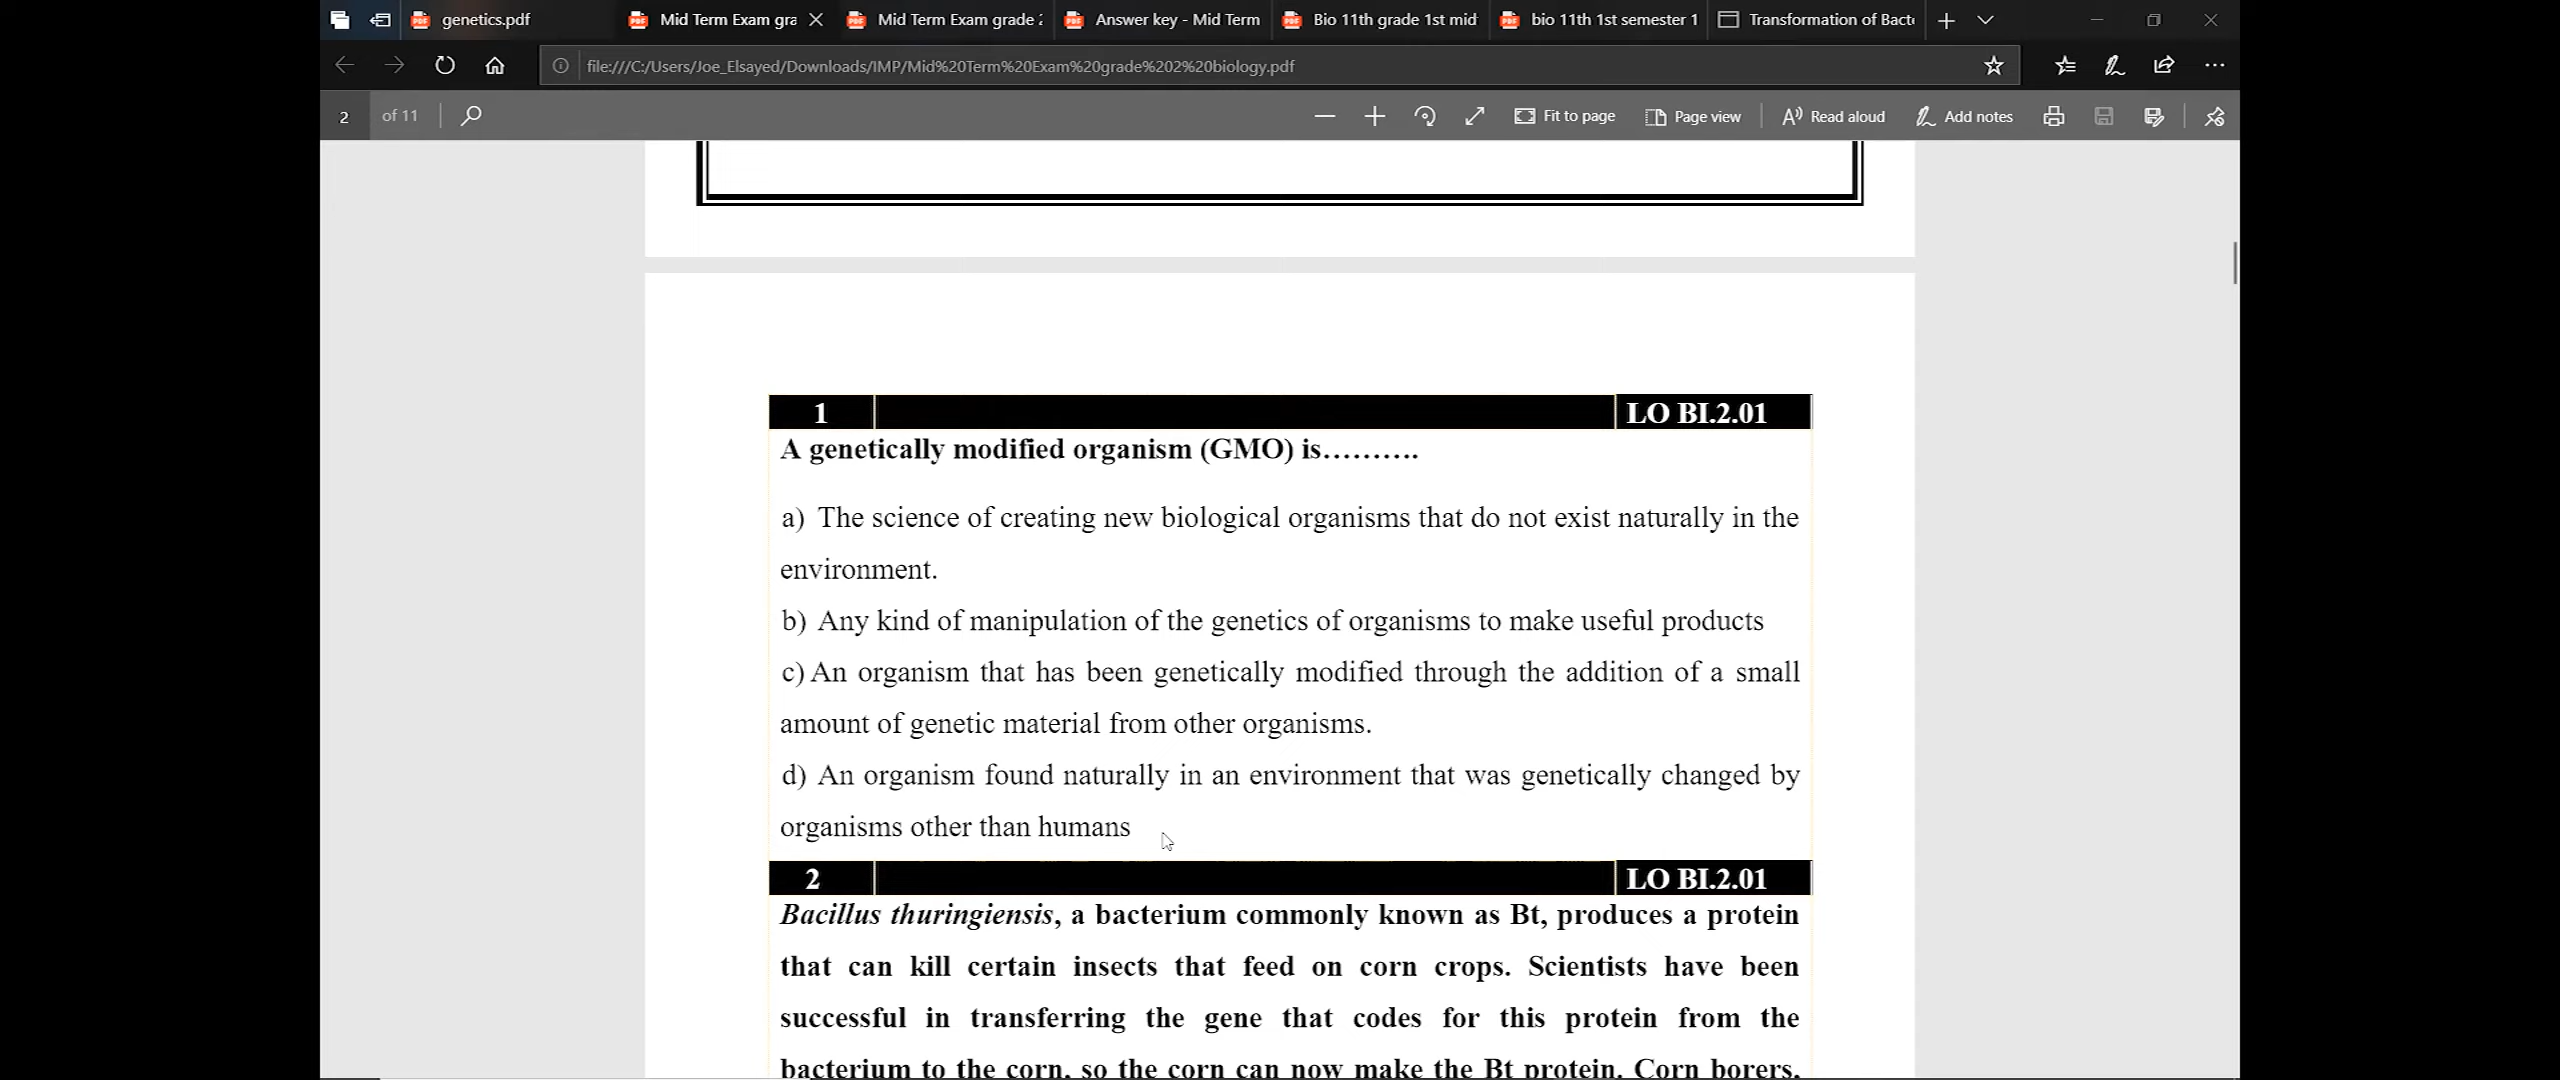 genetics.pdf
Mid Term Exam gra
Mid Term Exam grade 2
Answer key - Mid Term
Bio 11th grade 1st mid
bio 11th 1st semester 1
Transformation of Bact
file:///C:/Users/Joe_Elsayed/Downloads/IMP/Mid%20Term%20Exam%20grade%202%20biology.pdf
2 of 11
Fit to page
Page view
Read aloud
Add notes
1 LO BI.2.01
A genetically modified organism (GMO) is……….
a) The science of creating new biological organisms that do not exist naturally in the
environment.
b) Any kind of manipulation of the genetics of organisms to make useful products
c) An organism that has been genetically modified through the addition of a small
amount of genetic material from other organisms.
d) An organism found naturally in an environment that was genetically changed by
organisms other than humans
2 LO BI.2.01
Bacillus thuringiensis, a bacterium commonly known as Bt, produces a protein
that can kill certain insects that feed on corn crops. Scientists have been
successful in transferring the gene that codes for this protein from the
bacterium to the corn, so the corn can now make the Bt protein. Corn borers,